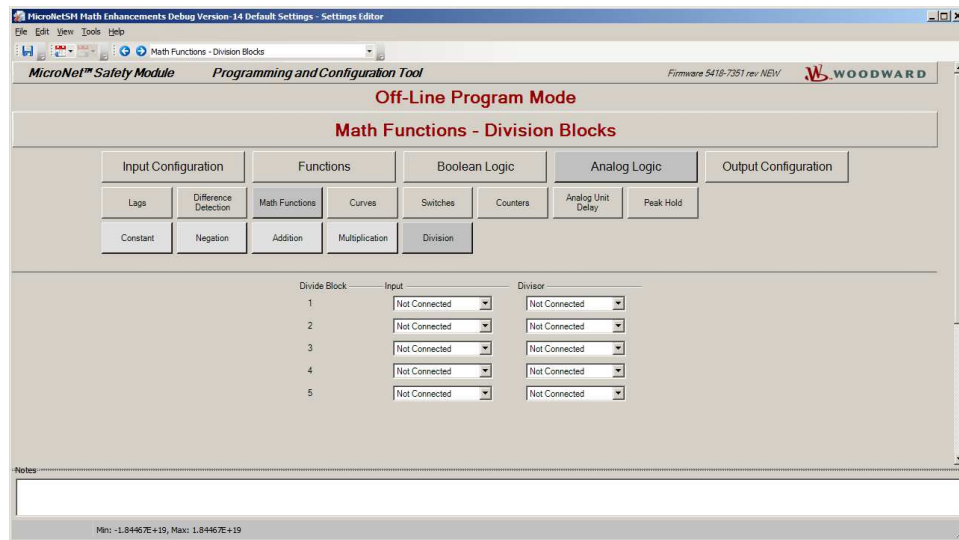 MicroNetSM Math Enhancements Debug Version-14 Default Settings - Settings Editor
File Edit View Tools Help
Math Functions - Division Blocks
MicroNet™ Safety Module Programming and Configuration Tool Firmware 5418-7351 rev NEW WOODWARD
Off-Line Program Mode
Math Functions - Division Blocks
Input Configuration Functions Boolean Logic Analog Logic Output Configuration
Lags Difference Detection Math Functions Curves Switches Counters Analog Unit Delay Peak Hold
Constant Negation Addition Multiplication Division
Divide Block Input Divisor
1 Not Connected Not Connected
2 Not Connected Not Connected
3 Not Connected Not Connected
4 Not Connected Not Connected
5 Not Connected Not Connected
Notes
Min: -1.84467E+19, Max: 1.84467E+19